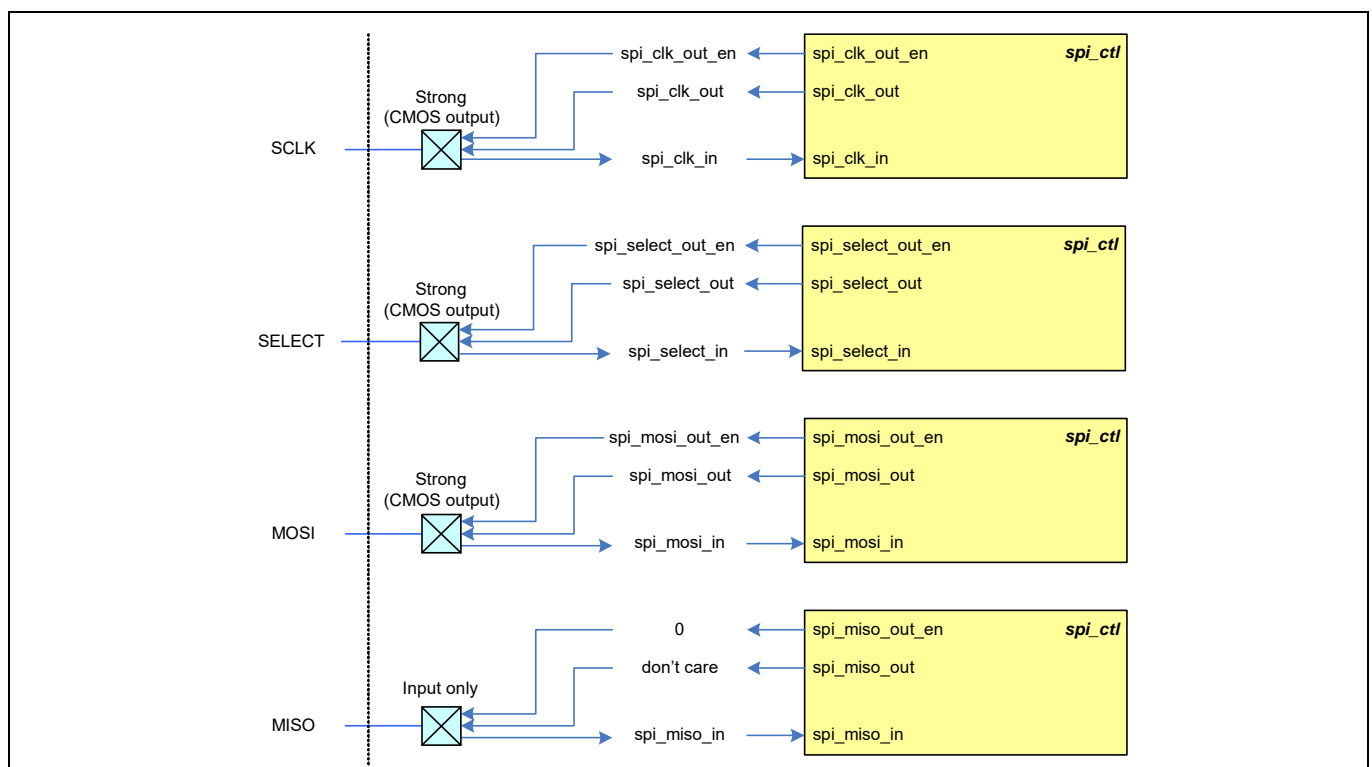 spi_clk_out_en spi_clk_out_en spi_ctl
Strong
(CMOS output)
spi_clk_out spi_clk_out
SCLK
spi_clk_in spi_clk_in
spi_select_out_en spi_select_out_en spi_ctl
Strong
(CMOS output)
spi_select_out spi_select_out
SELECT
spi_select_in spi_select_in
spi_mosi_out_en spi_mosi_out_en spi_ctl
Strong
(CMOS output)
spi_mosi_out spi_mosi_out
MOSI
spi_mosi_in spi_mosi_in
0 spi_miso_out_en spi_ctl
don't care spi_miso_out
Input only
MISO
spi_miso_in spi_miso_in